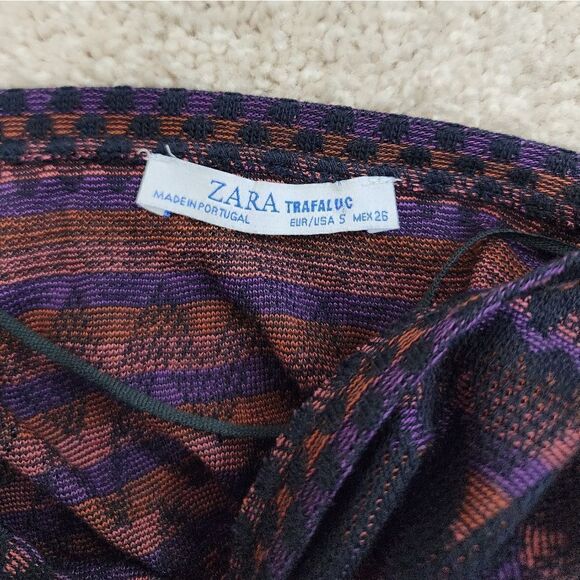 ZARA TRAFALUC
MADE IN PORTUGAL
EUR/USA S MEX 26